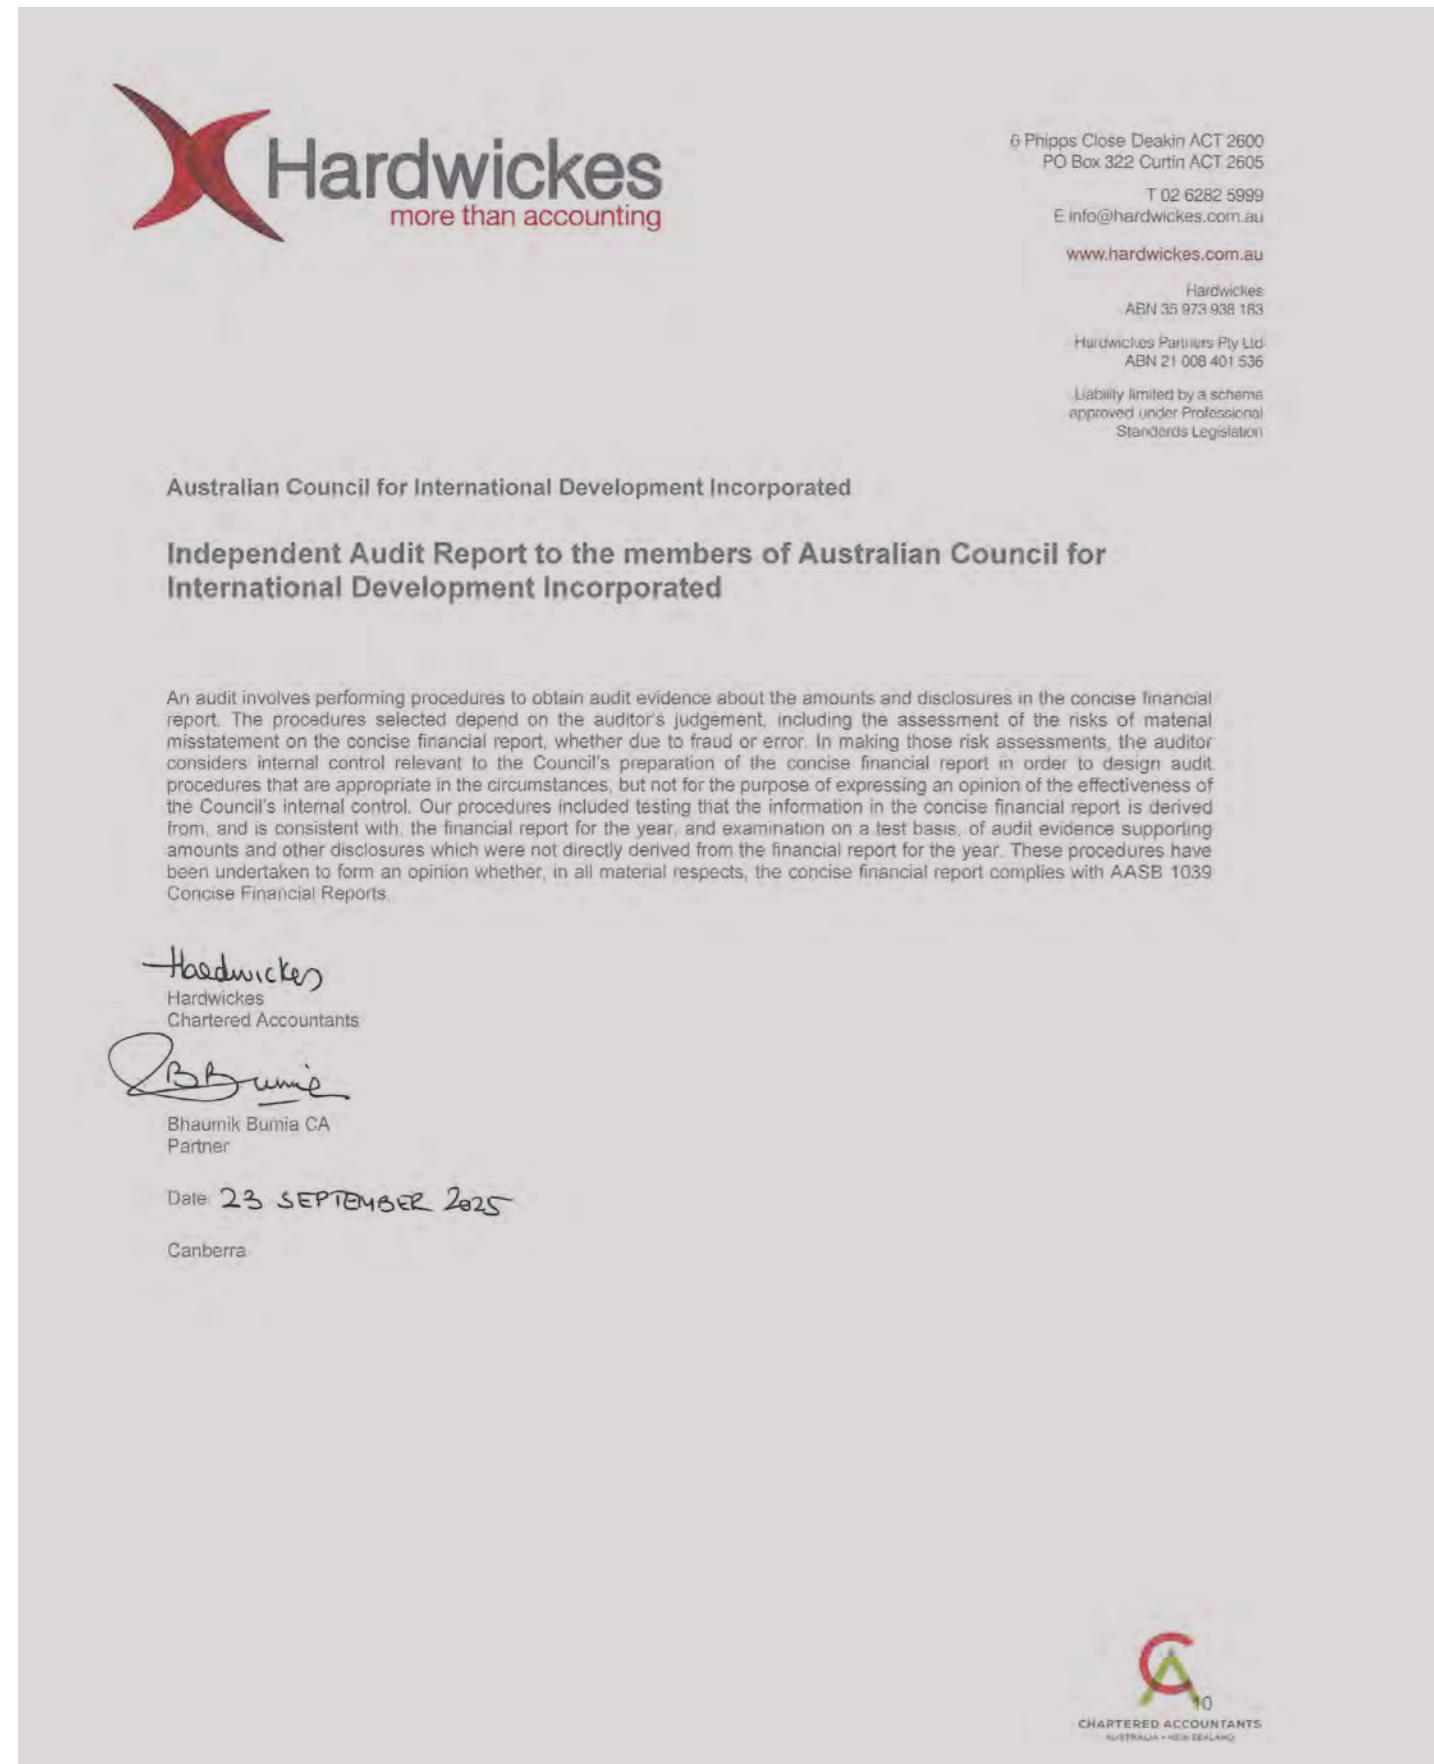 Hardwickes
more than accounting
6 Phipps Close Deakin ACT 2600
PO Box 322 Curtin ACT 2605
T 02 6282 5999
E info@hardwickes.com.au
www.hardwickes.com.au
Hardwickes
ABN 35 973 938 183
Hardwickes Partners Pty Ltd
ABN 21 008 401 536
Liability limited by a scheme
approved under Professional
Standards Legislation
Australian Council for International Development Incorporated
Independent Audit Report to the members of Australian Council for
International Development Incorporated
An audit involves performing procedures to obtain audit evidence about the amounts and disclosures in the concise financial
report. The procedures selected depend on the auditor's judgement, including the assessment of the risks of material
misstatement on the concise financial report, whether due to fraud or error. In making those risk assessments, the auditor
considers internal control relevant to the Council's preparation of the concise financial report in order to design audit
procedures that are appropriate in the circumstances, but not for the purpose of expressing an opinion of the effectiveness of
the Council's internal control. Our procedures included testing that the information in the concise financial report is derived
from, and is consistent with, the financial report for the year, and examination on a test basis, of audit evidence supporting
amounts and other disclosures which were not directly derived from the financial report for the year. These procedures have
been undertaken to form an opinion whether, in all material respects, the concise financial report complies with AASB 1039
Concise Financial Reports.
Hardwickes
Hardwickes
Chartered Accountants
BBumia
Bhaumik Bumia CA
Partner
Date: 23 SEPTEMBER 2025
Canberra
CA
10
CHARTERED ACCOUNTANTS
AUSTRALIA + NEW ZEALAND